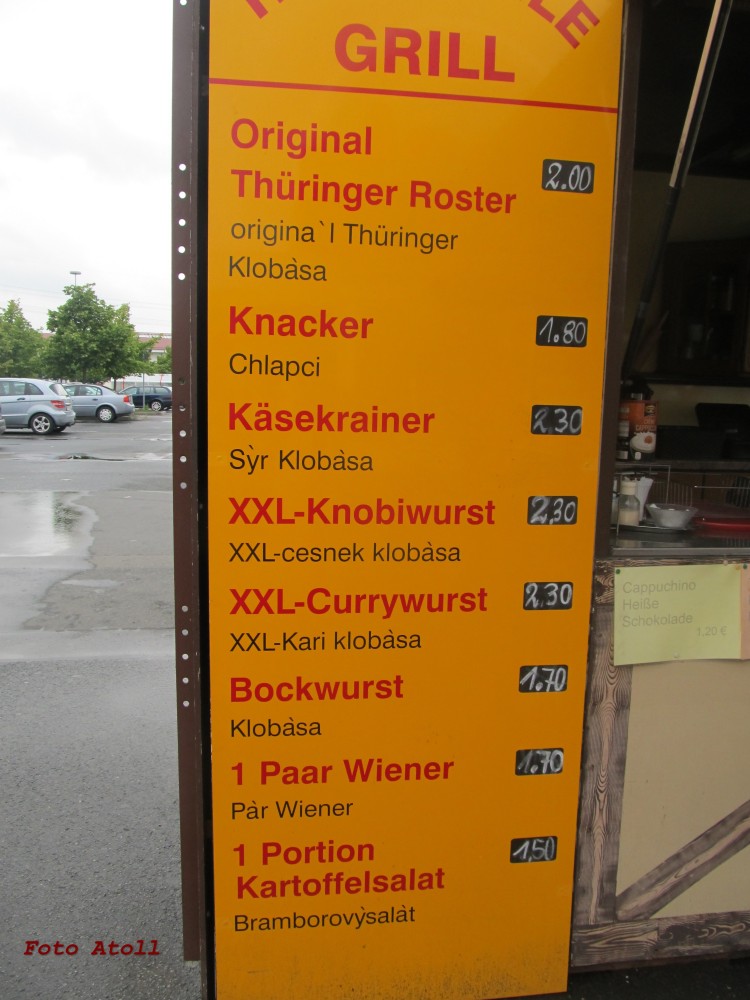 GRILL
Original
Thüringer Roster
2.00
origina`l Thüringer
Klobàsa
Knacker
1.80
Chlapci
Käsekrainer
2,30
Sỳr Klobàsa
XXL-Knobiwurst
2,30
XXL-cesnek klobàsa
XXL-Currywurst
2.30
XXL-Kari klobàsa
Bockwurst
1.70
Klobàsa
1 Paar Wiener
1.70
Pàr Wiener
1 Portion
Kartoffelsalat
1,50
Bramborovỳsalàt
Cappuchino
Heiße
Schokolade
1,20 €
Foto Atoll